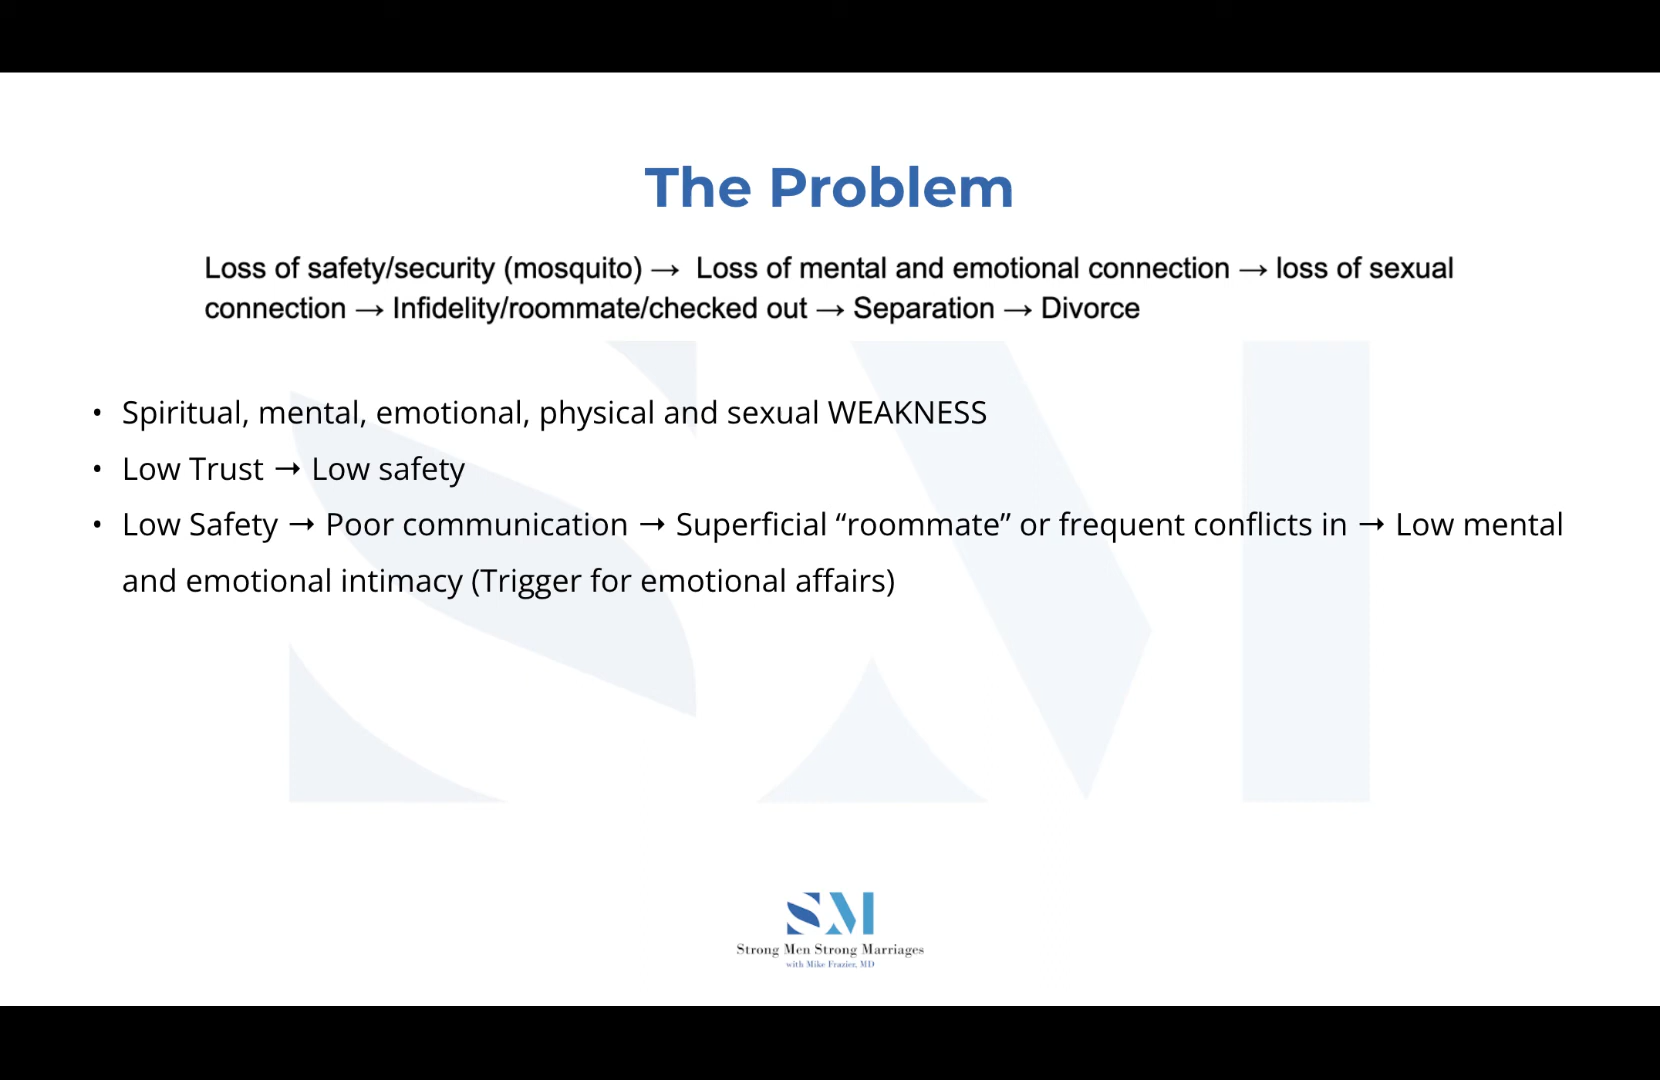 The Problem
Loss of safety/security (mosquito) → Loss of mental and emotional connection → loss of sexual
connection → Infidelity/roommate/checked out → Separation → Divorce
• Spiritual, mental, emotional, physical and sexual WEAKNESS
• Low Trust → Low safety
• Low Safety → Poor communication → Superficial “roommate” or frequent conflicts in → Low mental
and emotional intimacy (Trigger for emotional affairs)
SM
Strong Men Strong Marriages
with Mike Frazier, MD